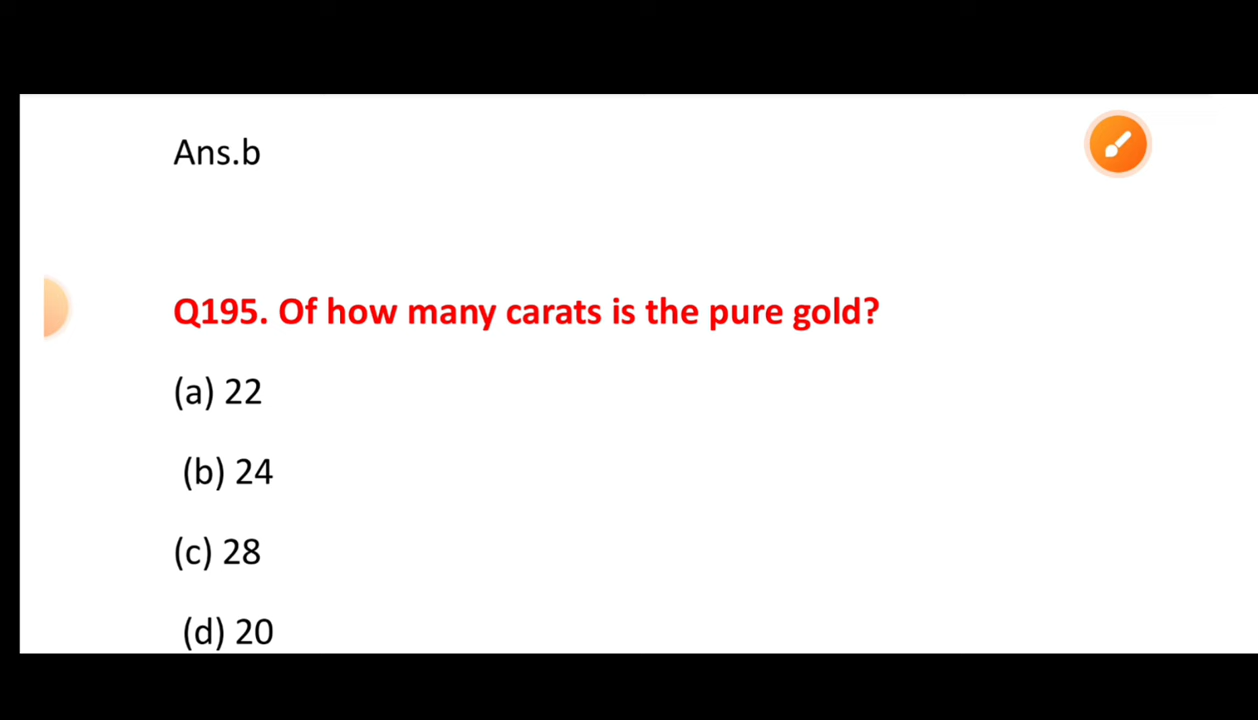 Ans.b
Q195. Of how many carats is the pure gold?
(a) 22
(b) 24
(c) 28
(d) 20